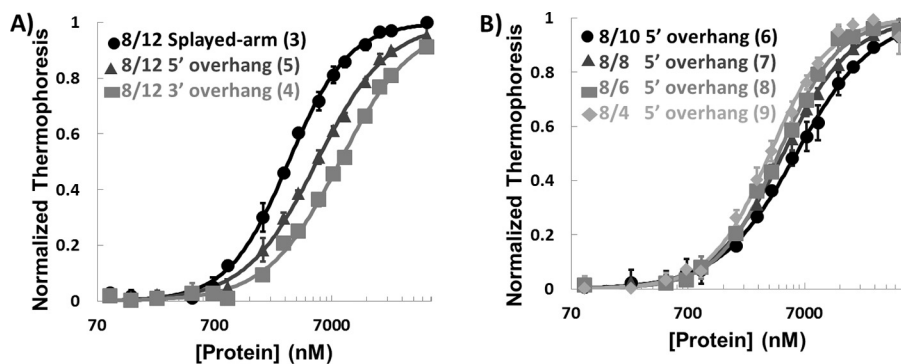 A)
8/12 Splayed-arm (3)
8/12 5' overhang (5)
8/12 3' overhang (4)
Normalized Thermophoresis
1
0.8
0.6
0.4
0.2
0
70
700
7000
[Protein] (nM)
B)
8/10 5' overhang (6)
8/8 5' overhang (7)
8/6 5' overhang (8)
8/4 5' overhang (9)
Normalized Thermophoresis
1
0.8
0.6
0.4
0.2
0
70
700
7000
[Protein] (nM)